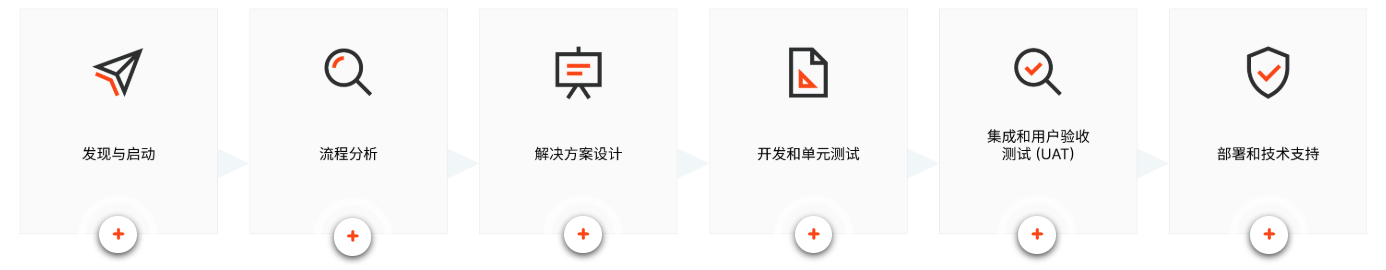 发现与启动
流程分析
解决方案设计
开发和单元测试
集成和用户验收
测试 (UAT)
部署和技术支持